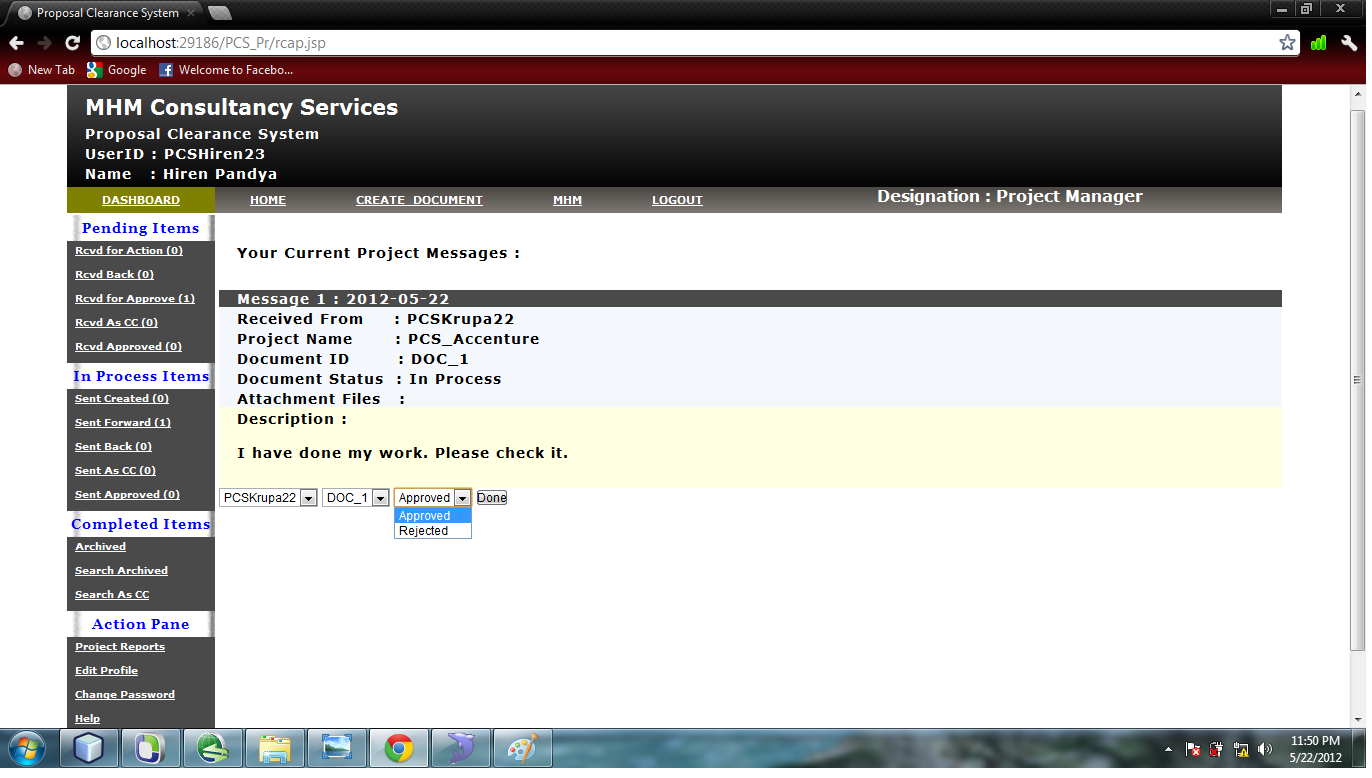 Proposal Clearance System
localhost:29186/PCS_Pr/rcap.jsp
New Tab Google Welcome to Facebo...
MHM Consultancy Services
Proposal Clearance System
UserID : PCSHiren23
Name : Hiren Pandya
DASHBOARD HOME CREATE DOCUMENT MHM LOGOUT Designation : Project Manager
Pending Items
Rcvd for Action (0)
Rcvd Back (0)
Rcvd for Approve (1)
Rcvd As CC (0)
Rcvd Approved (0)
In Process Items
Sent Created (0)
Sent Forward (1)
Sent Back (0)
Sent As CC (0)
Sent Approved (0)
Completed Items
Archived
Search Archived
Search As CC
Action Pane
Project Reports
Edit Profile
Change Password
Help
Your Current Project Messages :
Message 1 : 2012-05-22
Received From : PCSKrupa22
Project Name : PCS_Accenture
Document ID : DOC_1
Document Status : In Process
Attachment Files :
Description :
I have done my work. Please check it.
PCSKrupa22 DOC_1 Approved Done
Approved
Rejected
11:50 PM
5/22/2012